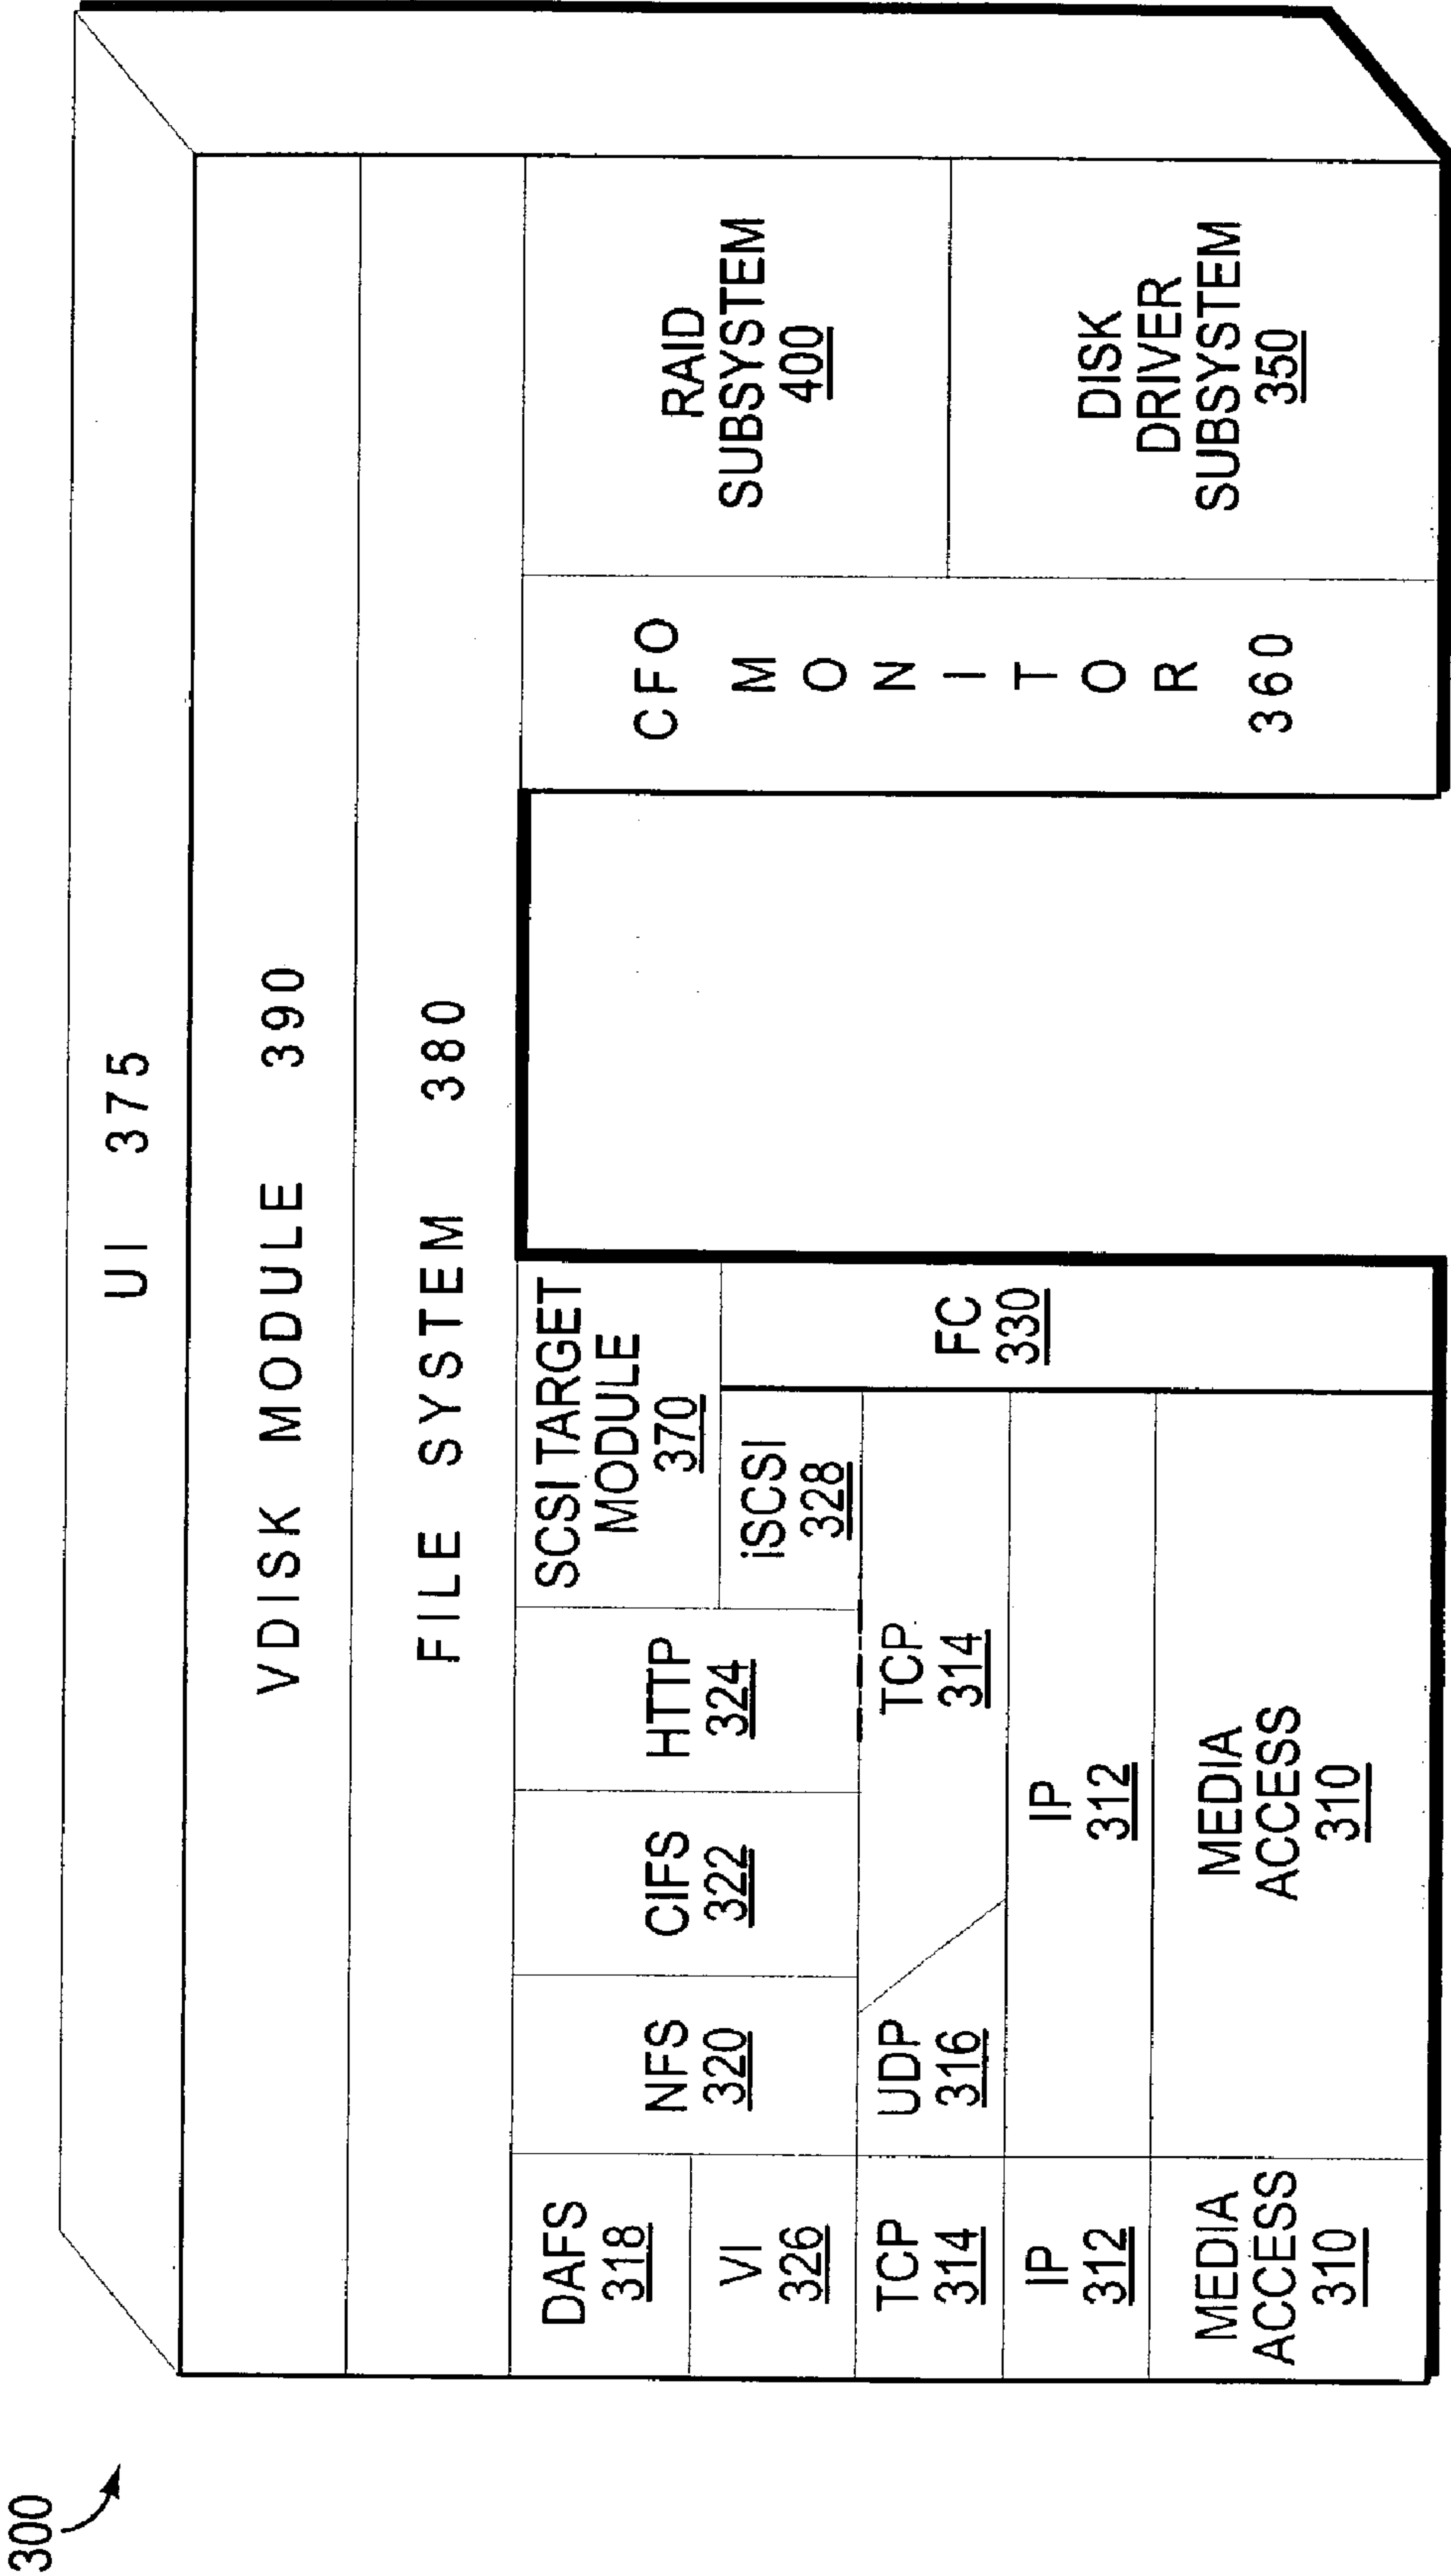 300
UI 375
VDISK MODULE 390
FILE SYSTEM 380
DAFS
318
VI
326
TCP
314
IP
312
MEDIA
ACCESS
310
NFS
320
CIFS
322
HTTP
324
SCSI TARGET
MODULE
370
iSCSI
328
FC
330
UDP
316
TCP
314
IP
312
MEDIA
ACCESS
310
CFO
M
O
N
I
T
O
R
360
RAID
SUBSYSTEM
400
DISK
DRIVER
SUBSYSTEM
350